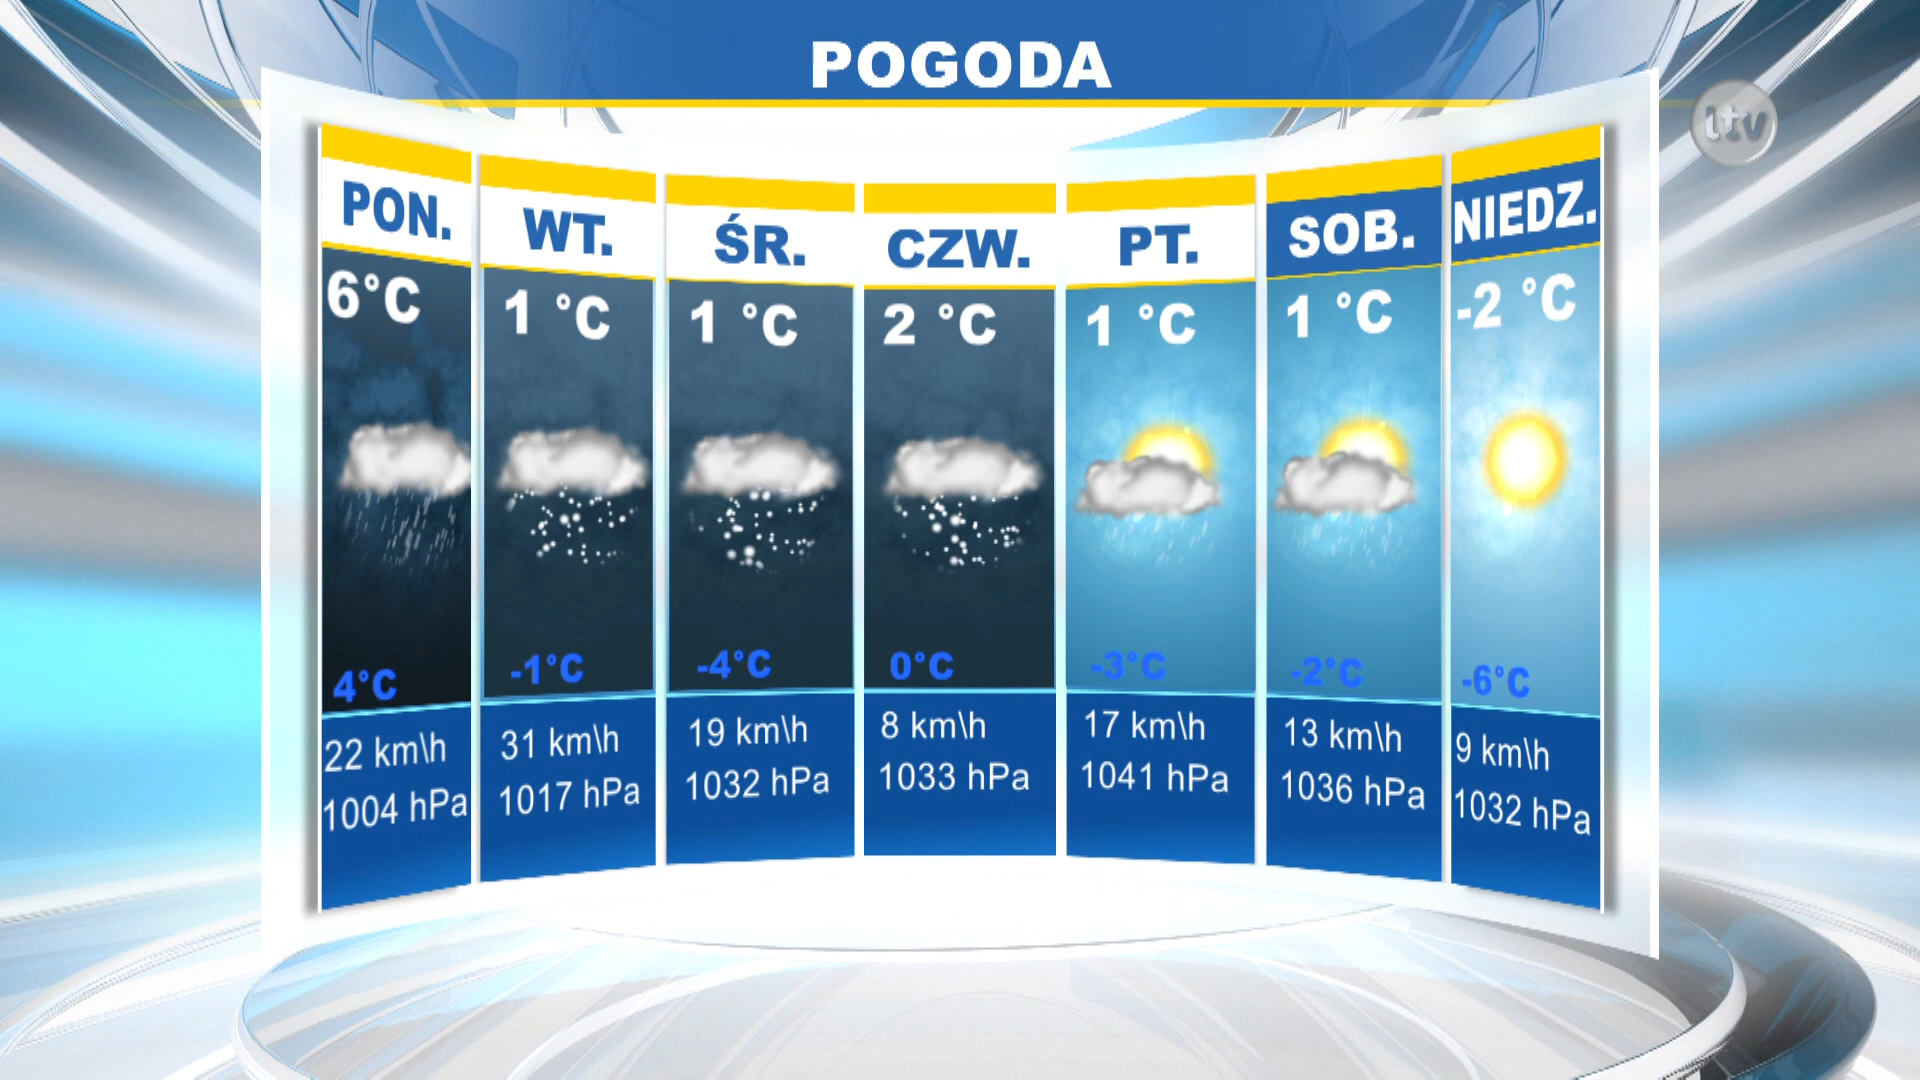 POGODA
ltv
PON.
6°C
4°C
22 km\h
1004 hPa
WT.
1 °C
-1°C
31 km\h
1017 hPa
ŚR.
1 °C
-4°C
19 km\h
1032 hPa
CZW.
2 °C
0°C
8 km\h
1033 hPa
PT.
1 °C
-3°C
17 km\h
1041 hPa
SOB.
1 °C
-2°C
13 km\h
1036 hPa
NIEDZ.
-2 °C
-6°C
9 km\h
1032 hPa